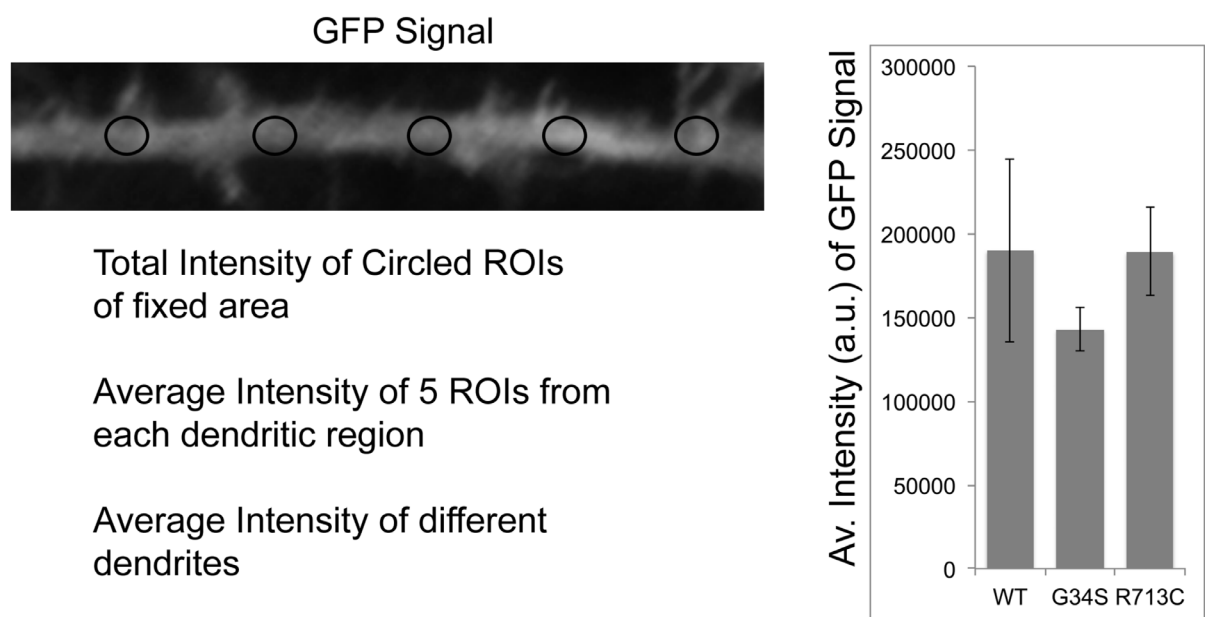 GFP Signal
Total Intensity of Circled ROIs
of fixed area
Average Intensity of 5 ROIs from
each dendritic region
Average Intensity of different
dendrites
Av. Intensity (a.u.) of GFP Signal
300000
250000
200000
150000
100000
50000
0
WT G34S R713C